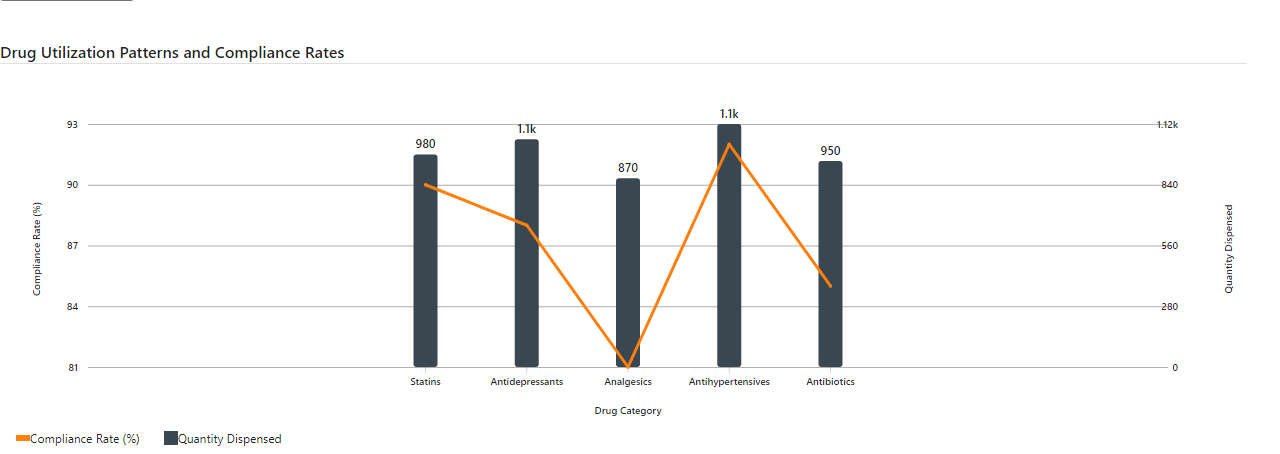 Drug Utilization Patterns and Compliance Rates
1.1k
93
1.1k
1.12k
980
950
870
90
840
Compliance Rate (%)
87
560
Quantity Dispensed
84
280
81
0
Statins
Antidepressants
Analgesics
Antihypertensives
Antibiotics
Drug Category
Compliance Rate (%)
Quantity Dispensed